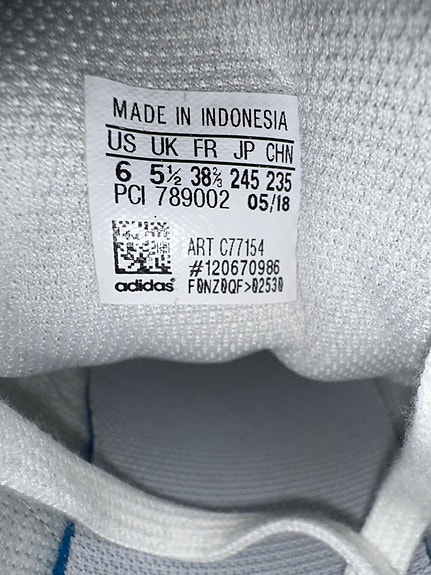 MADE IN INDONESIA
US UK FR JP CHN
6 5½ 38⅔ 245 235
PCI 789002 05/18
ART C77154
#120670986
adidas® F0NZ0QF>02530